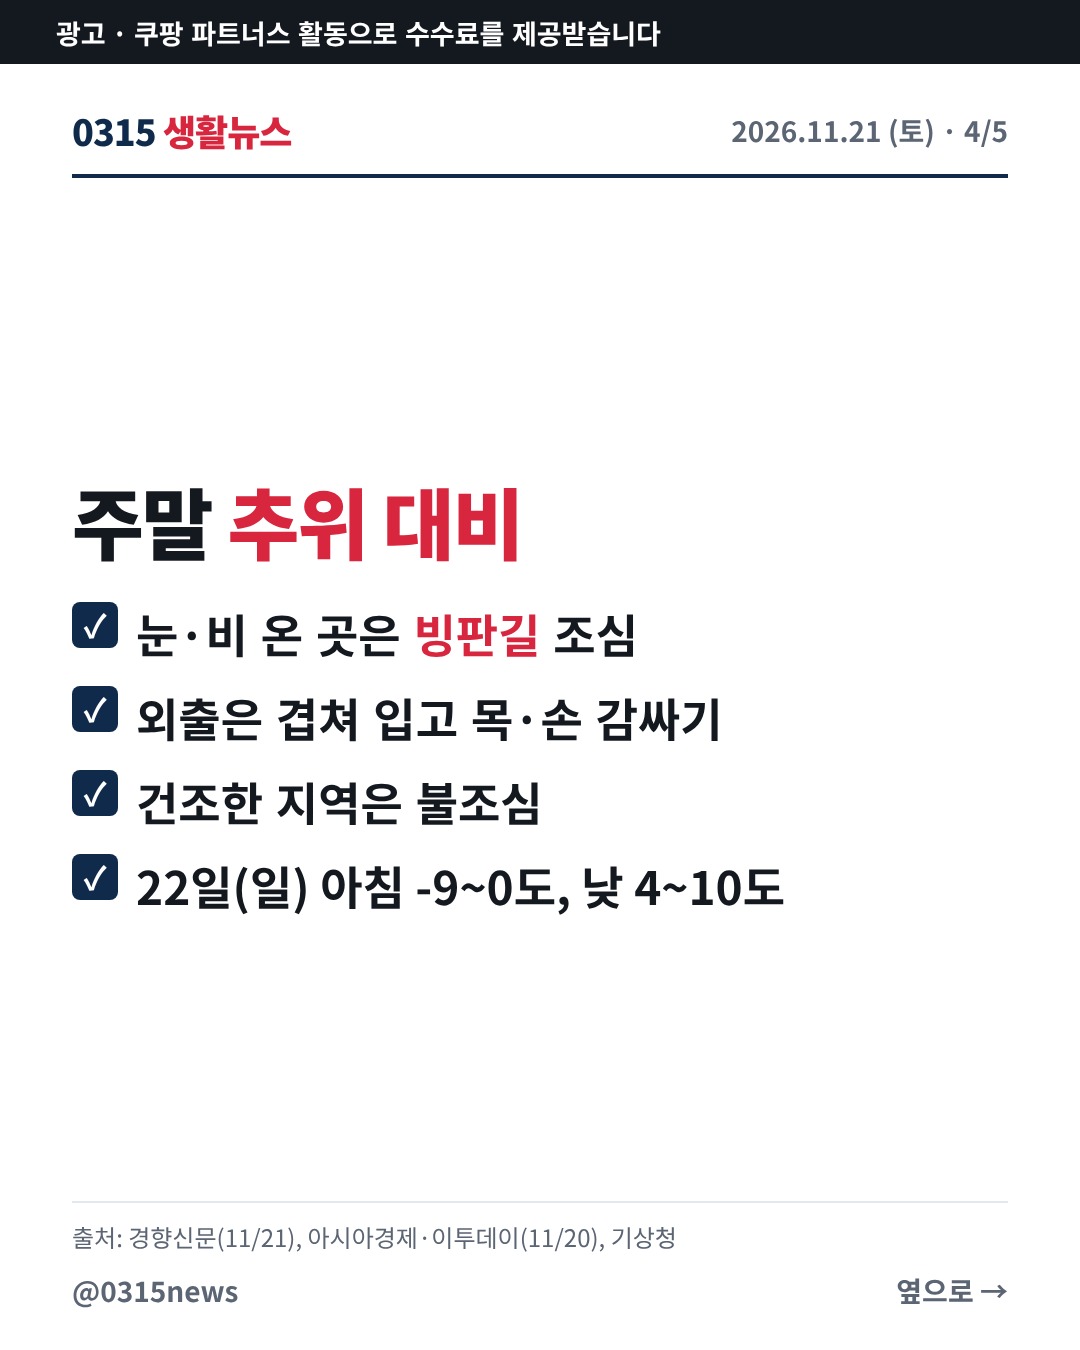 광고 · 쿠팡 파트너스 활동으로 수수료를 제공받습니다
0315 생활뉴스
2026.11.21 (토) · 4/5
주말 추위 대비
✓ 눈·비 온 곳은 빙판길 조심
✓ 외출은 겹쳐 입고 목·손 감싸기
✓ 건조한 지역은 불조심
✓ 22일(일) 아침 -9~0도, 낮 4~10도
출처: 경향신문(11/21), 아시아경제·이투데이(11/20), 기상청
@0315news
옆으로 →